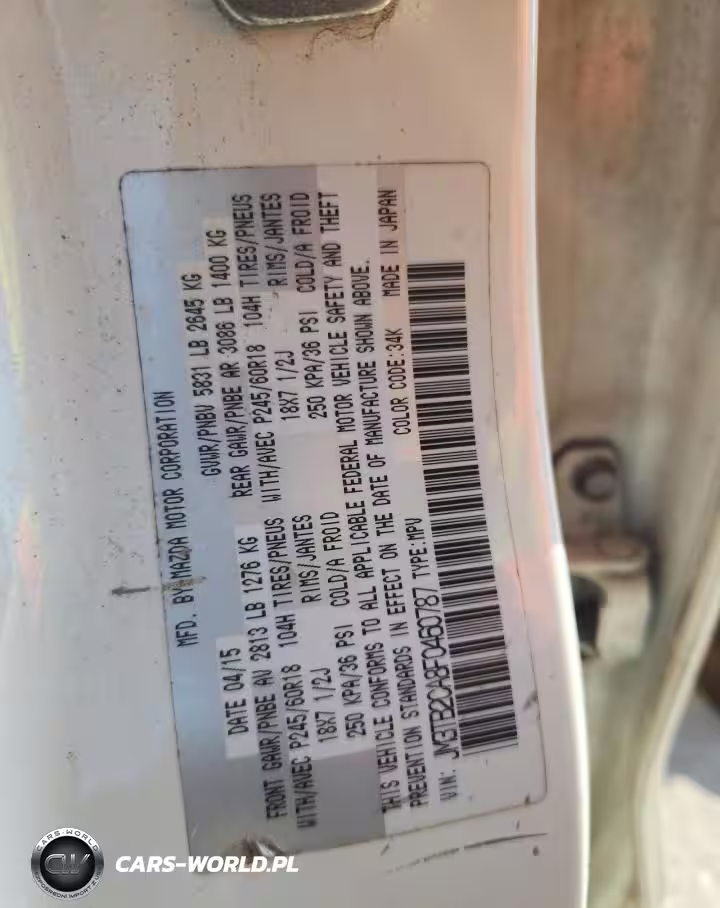 MFD. BY MAZDA MOTOR CORPORATION
DATE 04/15 GVWR/PNBV 5831 LB 2645 KG
FRONT GAWR/PNBE AV 2813 LB 1276 KG REAR GAWR/PNBE AR 3086 LB 1400 KG
WITH/AVEC P245/60R18 104H TIRES/PNEUS WITH/AVEC P245/60R18 104H TIRES/PNEUS
18X7 1/2J RIMS/JANTES 18X7 1/2J RIMS/JANTES
250 KPA/36 PSI COLD/A FROID 250 KPA/36 PSI COLD/A FROID
THIS VEHICLE CONFORMS TO ALL APPLICABLE FEDERAL MOTOR VEHICLE SAFETY AND THEFT
PREVENTION STANDARDS IN EFFECT ON THE DATE OF MANUFACTURE SHOWN ABOVE.
VIN: JM3TB2CA8F0460787 TYPE:MPV COLOR CODE:34K MADE IN JAPAN
CARS-WORLD
CW
CARS-WORLD.PL